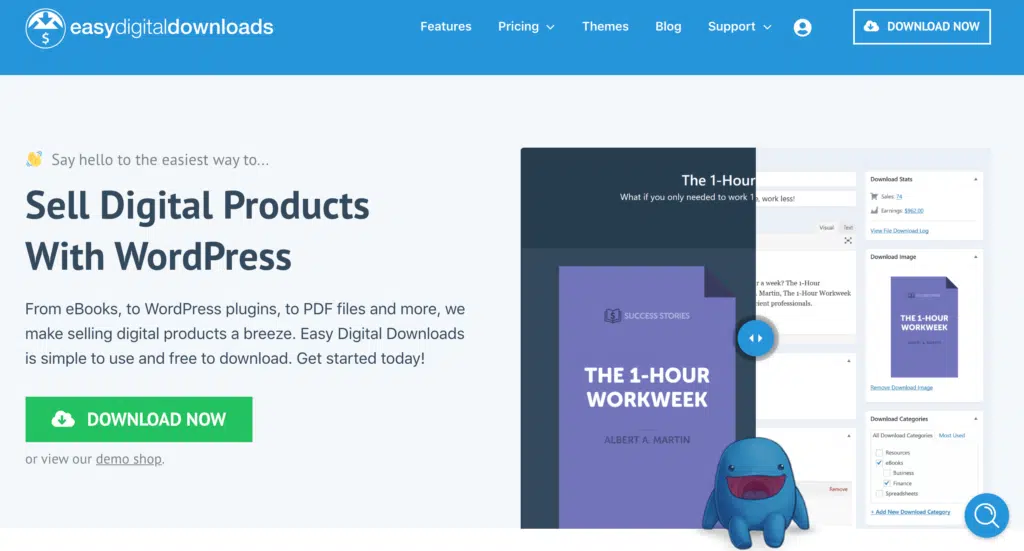 easydigitaldownloads
Features
Pricing
Themes
Blog
Support
DOWNLOAD NOW
Say hello to the easiest way to...
Sell Digital Products
With WordPress
From eBooks, to WordPress plugins, to PDF files and more, we
make selling digital products a breeze. Easy Digital Downloads
is simple to use and free to download. Get started today!
DOWNLOAD NOW
or view our demo shop.
The 1-Hour
What if you only needed to work 1
SUCCESS STORIES
THE 1-HOUR
WORKWEEK
ALBERT A. MARTIN
, work less!
Visual Text
r a week? The 1-Hour
. Martin, The 1-Hour Workweek
cient professionals.
Remove
Download Stats
Sales: 74
Earnings: $962.00
View File Download Log
Download Image
SUCCESS STORIES
THE 1-HOUR
WORKWEEK
ALBERT A. MARTIN
Remove Download Image
Download Categories
All Download Categories Most Used
Resources
eBooks
Business
Finance
Spreadsheets
+ Add New Download Category